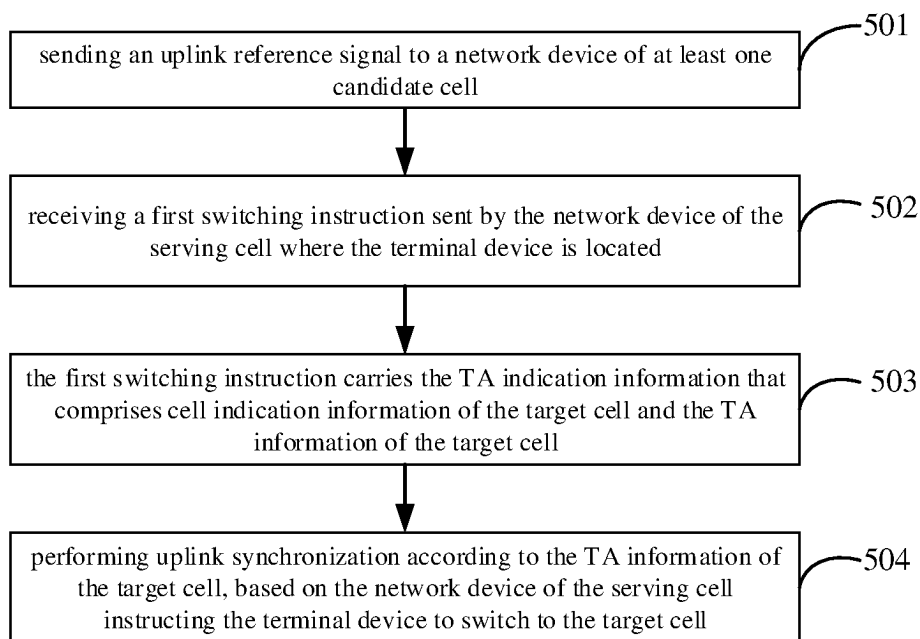 sending an uplink reference signal to a network device of at least one
candidate cell
501
receiving a first switching instruction sent by the network device of the
serving cell where the terminal device is located
502
the first switching instruction carries the TA indication information that
comprises cell indication information of the target cell and the TA
information of the target cell
503
performing uplink synchronization according to the TA information of
the target cell, based on the network device of the serving cell
instructing the terminal device to switch to the target cell
504